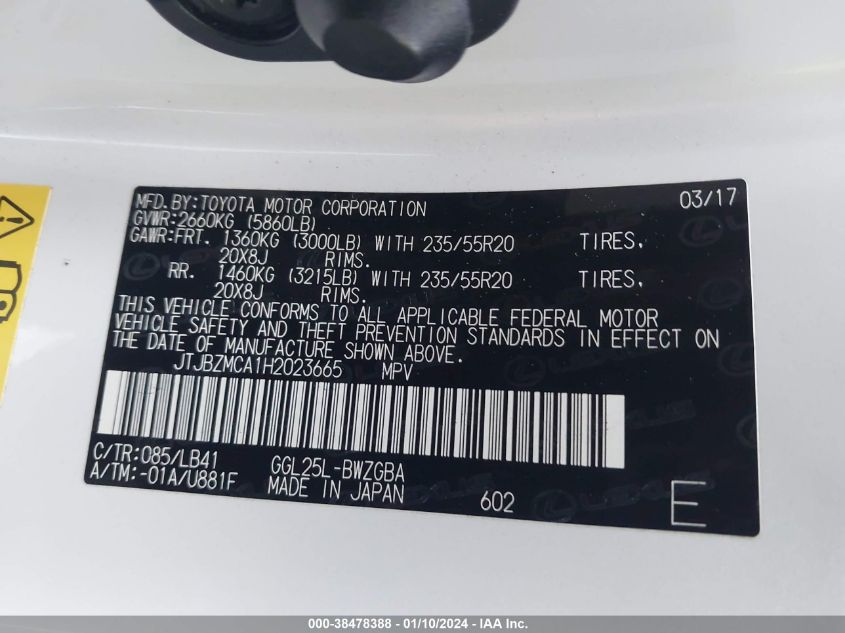 MFD. BY:TOYOTA MOTOR CORPORATION 03/17
GVWR:2660KG (5860LB)
GAWR:FRT. 1360KG (3000LB) WITH 235/55R20 TIRES,
20X8J RIMS.
RR. 1460KG (3215LB) WITH 235/55R20 TIRES,
20X8J RIMS.
THIS VEHICLE CONFORMS TO ALL APPLICABLE FEDERAL MOTOR
VEHICLE SAFETY AND THEFT PREVENTION STANDARDS IN EFFECT ON
THE DATE OF MANUFACTURE SHOWN ABOVE.
JTJBZMCA1H2023665 MPV
C/TR:085/LB41 GGL25L-BWZGBA
A/TM:-01A/U881F MADE IN JAPAN 602 E
000-38478388 - 01/10/2024 - IAA Inc.